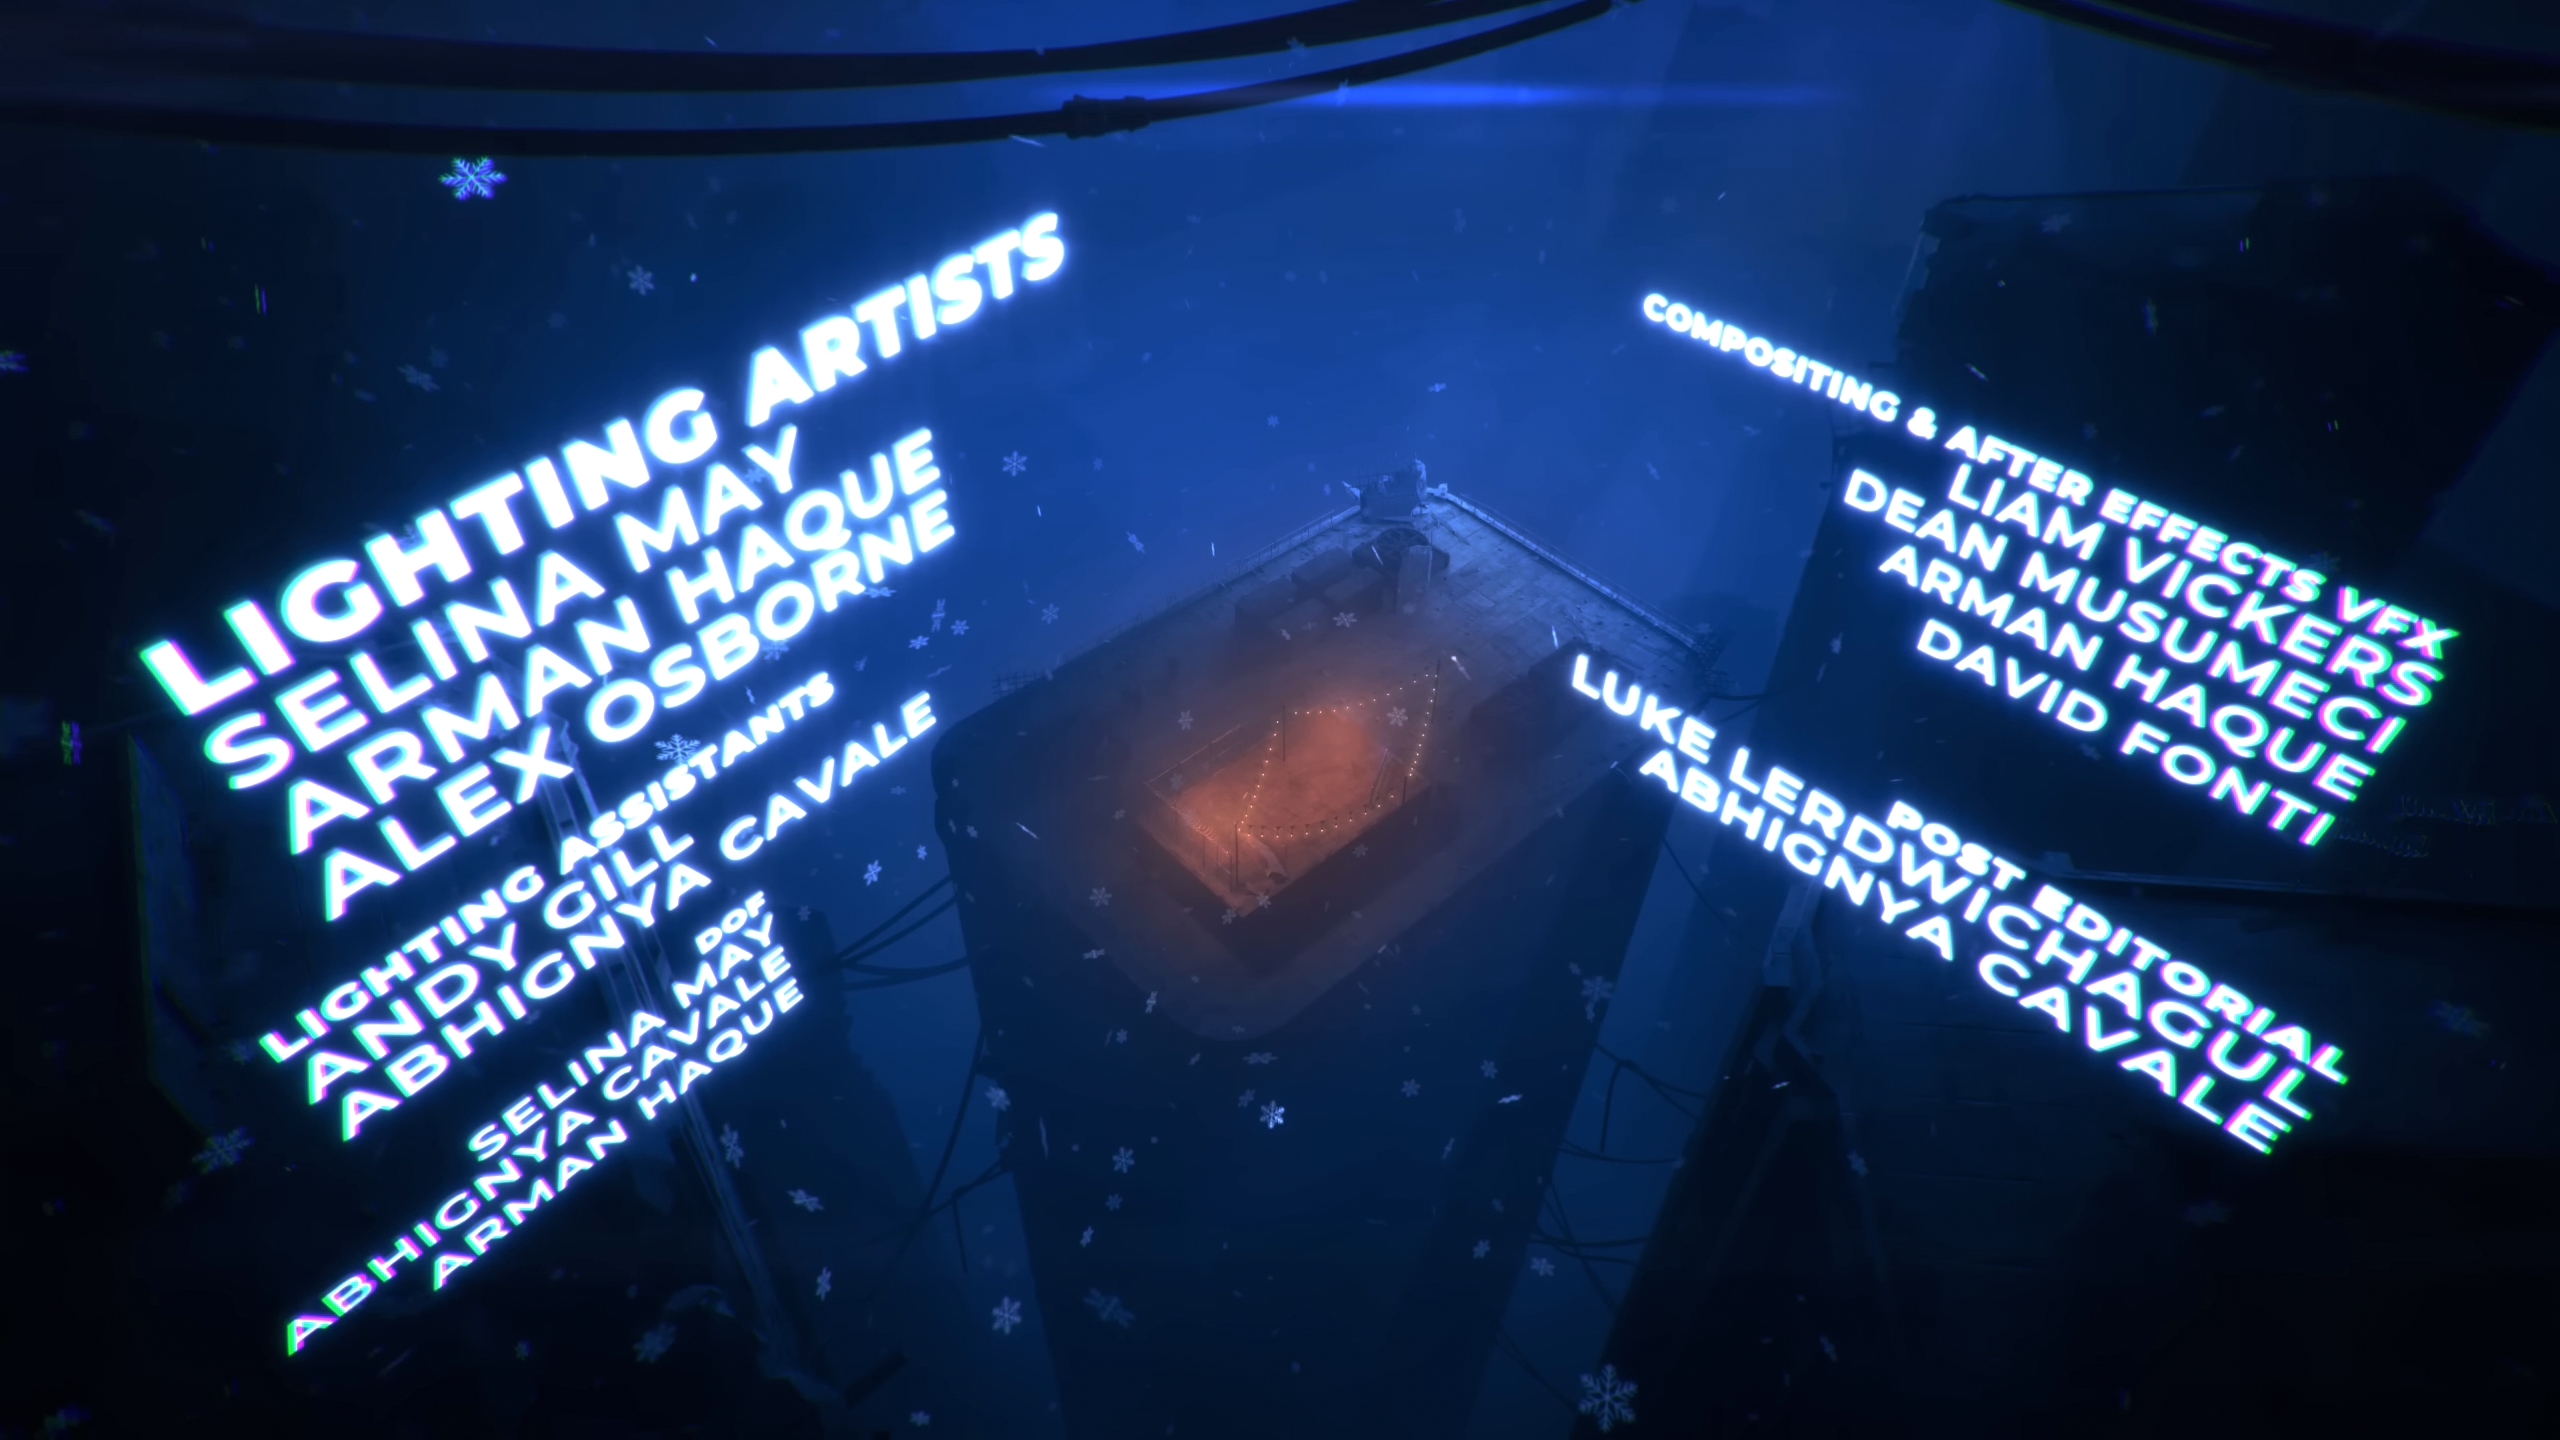 LIGHTING ARTISTS
SELINA MAY
ARMAN HAQUE
ALEX OSBORNE
LIGHTING ASSISTANTS
ANDY GILL
ABHIGNYA CAVALE
DOF
SELINA MAY
ABHIGNYA CAVALE
ARMAN HAQUE
COMPOSITING & AFTER EFFECTS VFX
LIAM VICKERS
DEAN MUSUMECI
ARMAN HAQUE
DAVID FONTI
POST EDITORIAL
LUKE LERDWICHAGUL
ABHIGNYA CAVALE